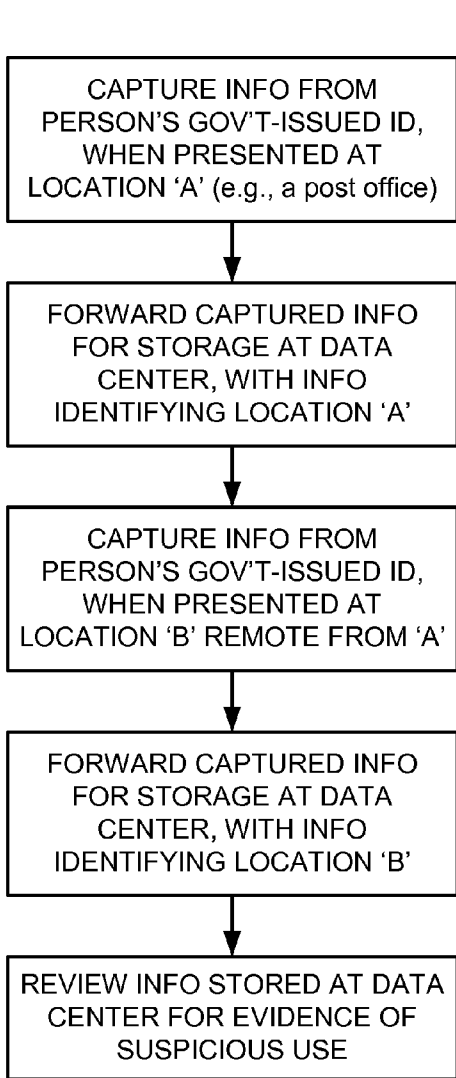 CAPTURE INFO FROM
PERSON'S GOV'T-ISSUED ID,
WHEN PRESENTED AT
LOCATION 'A' (e.g., a post office)
FORWARD CAPTURED INFO
FOR STORAGE AT DATA
CENTER, WITH INFO
IDENTIFYING LOCATION 'A'
CAPTURE INFO FROM
PERSON'S GOV'T-ISSUED ID,
WHEN PRESENTED AT
LOCATION 'B' REMOTE FROM 'A'
FORWARD CAPTURED INFO
FOR STORAGE AT DATA
CENTER, WITH INFO
IDENTIFYING LOCATION 'B'
REVIEW INFO STORED AT DATA
CENTER FOR EVIDENCE OF
SUSPICIOUS USE